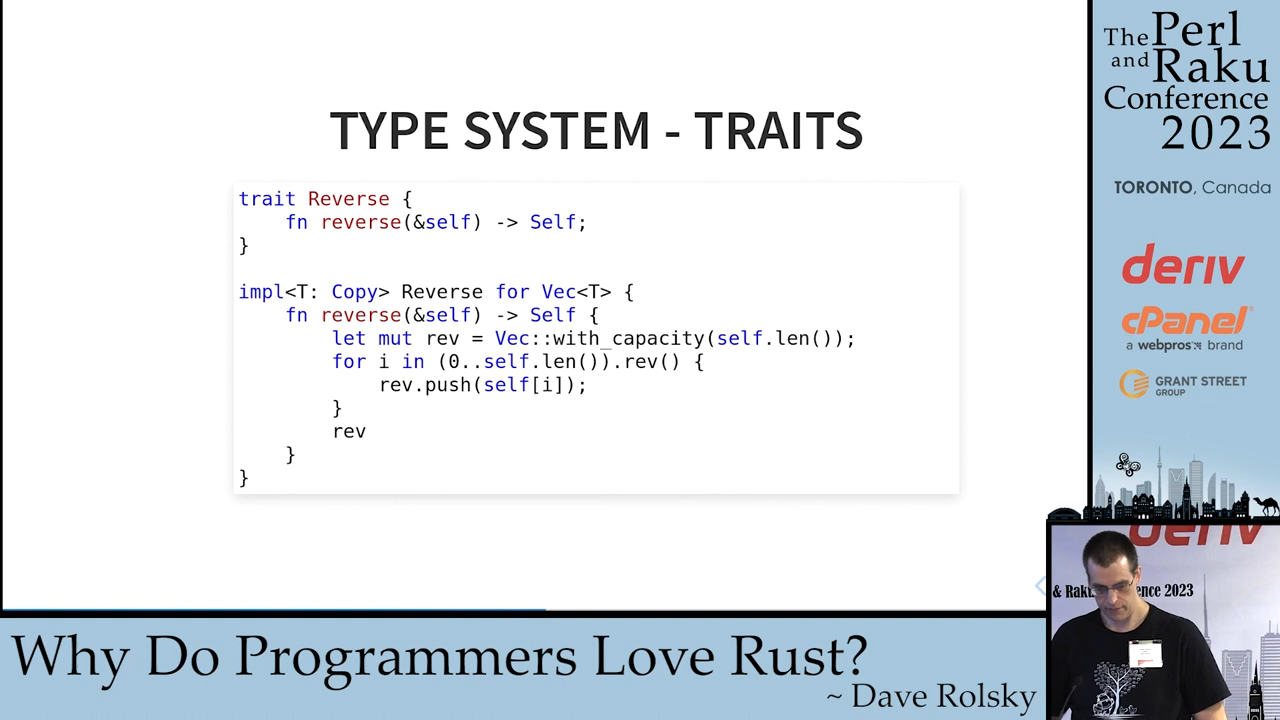 TYPE SYSTEM - TRAITS
trait Reverse {
    fn reverse(&self) -> Self;
}
impl<T: Copy> Reverse for Vec<T> {
    fn reverse(&self) -> Self {
        let mut rev = Vec::with_capacity(self.len());
        for i in (0..self.len()).rev() {
            rev.push(self[i]);
        }
        rev
    }
}
The Perl
and Raku
Conference
2023
TORONTO, Canada
deriv
cPanel®
a webpros brand
GRANT STREET
GROUP
deriv
& Raku ence 2023
Why Do Programmers Love Rust?
~ Dave Rolsky